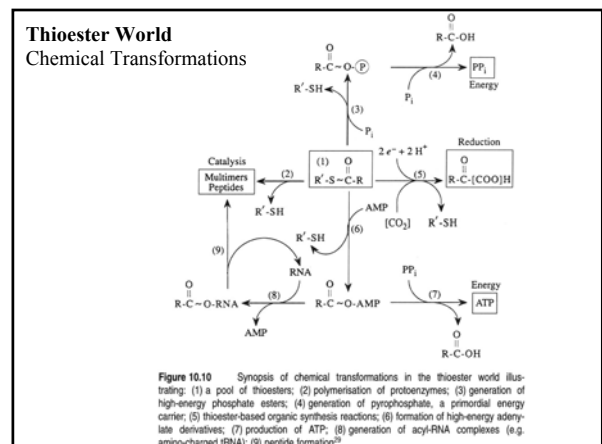 Thioester World
Chemical Transformations
O
R-C-OH
O
R-C~O-P
(4)
PPi
Energy
R'-SH
Pi
(3)
Pi
Catalysis
Multimers
Peptides
(2)
R'-SH
(1)
O
R'-S~C-R
2 e⁻ + 2 H⁺
(5)
Reduction
O
R-C-[COO]H
[CO₂]
R'-SH
AMP
(6)
R'-SH
(9)
RNA
O
R-C~O-RNA
(8)
AMP
O
R-C~O-AMP
PPi
(7)
Energy
ATP
O
R-C-OH
Figure 10.10 Synopsis of chemical transformations in the thioester world illus-
trating: (1) a pool of thioesters; (2) polymerisation of protoenzymes; (3) generation of
high-energy phosphate esters; (4) generation of pyrophosphate, a primordial energy
carrier; (5) thioester-based organic synthesis reactions; (6) formation of high-energy adeny-
late derivatives; (7) production of ATP; (8) generation of acyl-RNA complexes (e.g.
amino-charged tRNA); (9) peptide formation²⁹